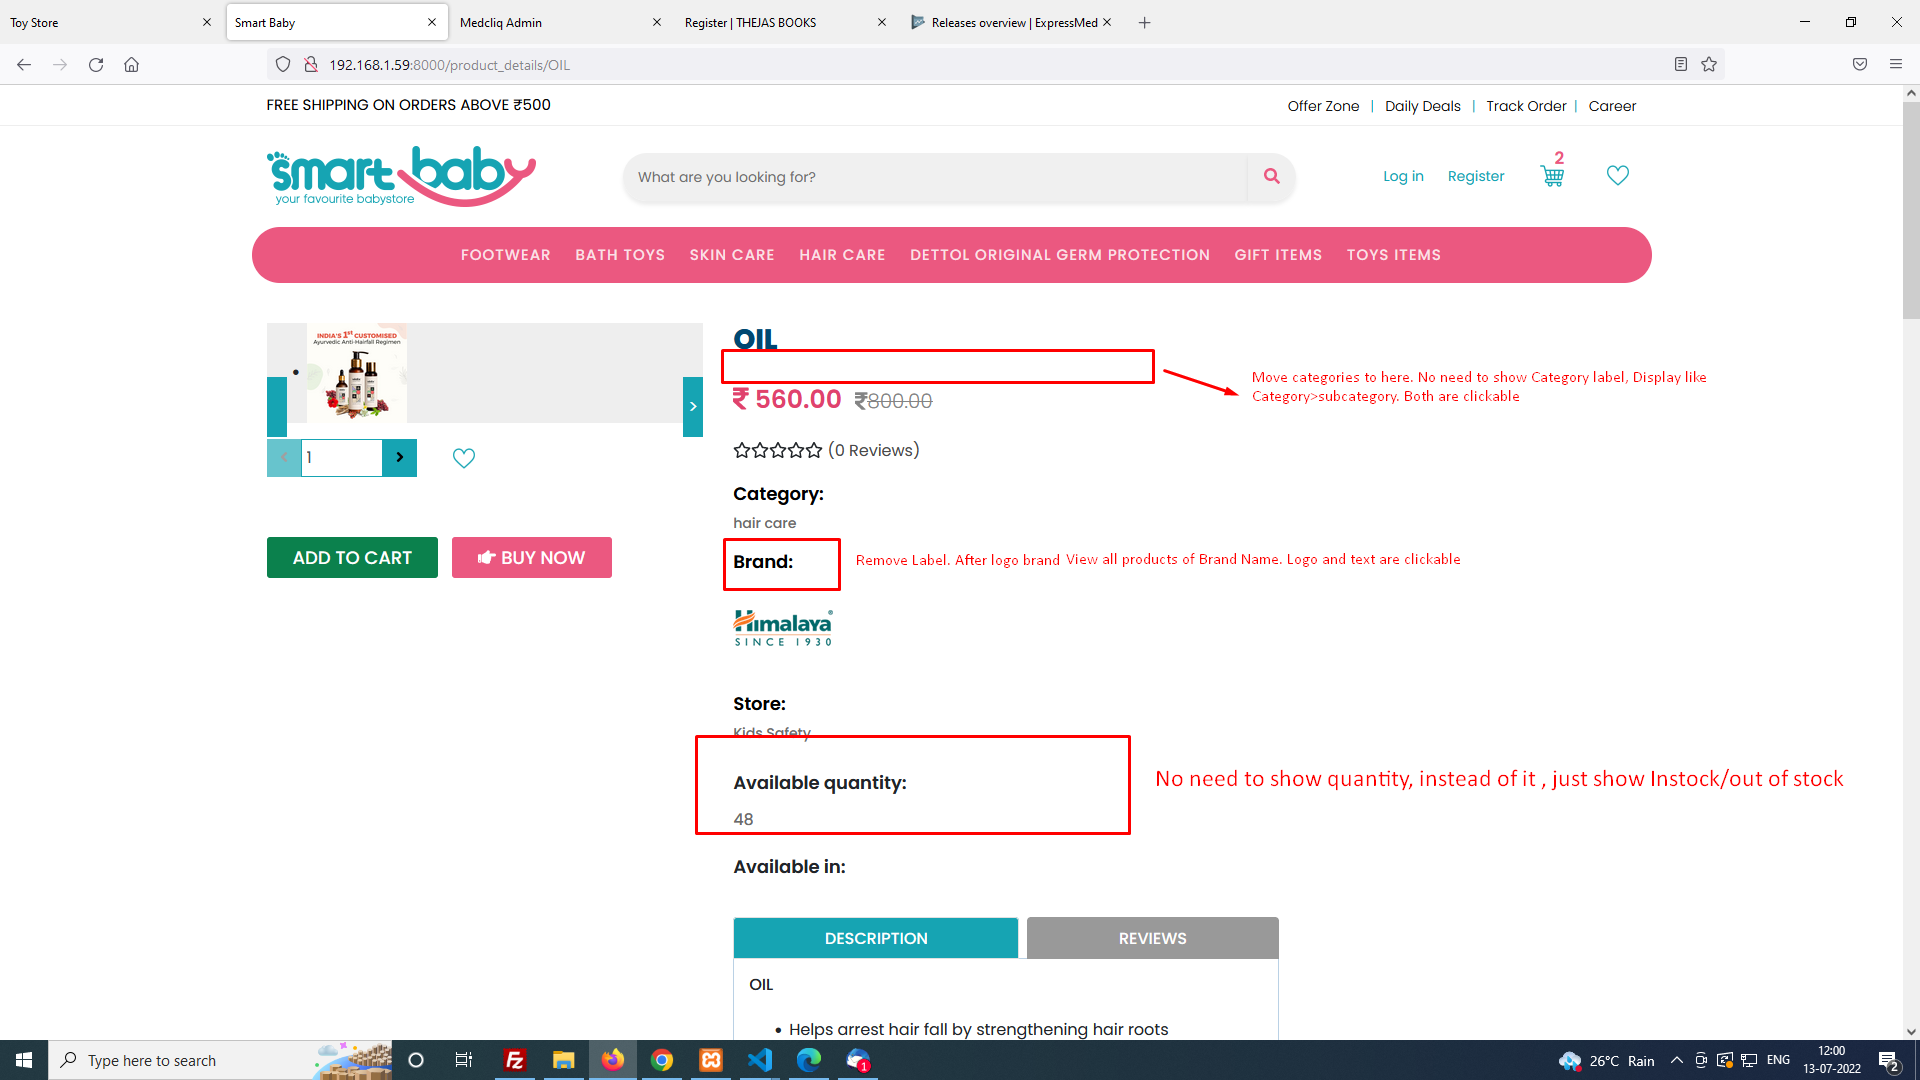 Toy Store
Smart Baby
Medcliq Admin
Register | THEJAS BOOKS
Releases overview | ExpressMed
192.168.1.59:8000/product_details/OIL
FREE SHIPPING ON ORDERS ABOVE ₹500
Offer Zone | Daily Deals | Track Order | Career
smart baby
your favourite babystore
What are you looking for?
Log in
Register
2
FOOTWEAR BATH TOYS SKIN CARE HAIR CARE DETTOL ORIGINAL GERM PROTECTION GIFT ITEMS TOYS ITEMS
INDIA'S 1st CUSTOMISED
Ayurvedic Anti-Hairfall Regimen
>
1
ADD TO CART
BUY NOW
OIL
Move categories to here. No need to show Category label, Display like
Category>subcategory. Both are clickable
₹ 560.00 ₹800.00
(0 Reviews)
Category:
hair care
Brand:
Remove Label. After logo brand View all products of Brand Name. Logo and text are clickable
Himalaya
SINCE 1930
Store:
Kids Safety
Available quantity:
48
No need to show quantity, instead of it , just show Instock/out of stock
Available in:
DESCRIPTION
REVIEWS
OIL
• Helps arrest hair fall by strengthening hair roots
Type here to search
1
26°C Rain
ENG
12:00
13-07-2022
2